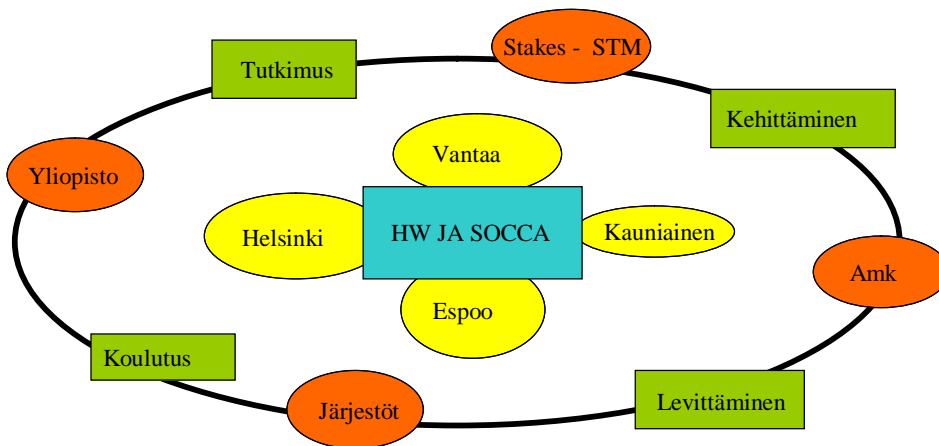 Stakes - STM
Tutkimus
Kehittäminen
Vantaa
Yliopisto
Helsinki
HW JA SOCCA
Kauniainen
Amk
Espoo
Koulutus
Järjestöt
Levittäminen